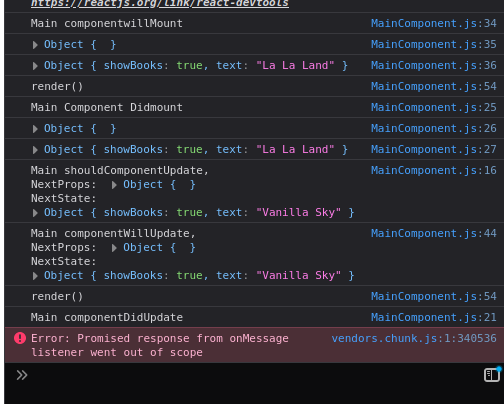 https://reactjs.org/link/react-devtools
Main componentwillMount MainComponent.js:34
Object { } MainComponent.js:35
Object { showBooks: true, text: "La La Land" } MainComponent.js:36
render() MainComponent.js:54
Main Component Didmount MainComponent.js:25
Object { } MainComponent.js:26
Object { showBooks: true, text: "La La Land" } MainComponent.js:27
Main shouldComponentUpdate, MainComponent.js:16
NextProps: Object { }
NextState:
Object { showBooks: true, text: "Vanilla Sky" }
Main componentWillUpdate, MainComponent.js:44
NextProps: Object { }
NextState:
Object { showBooks: true, text: "Vanilla Sky" }
render() MainComponent.js:54
Main componentDidUpdate MainComponent.js:21
Error: Promised response from onMessage vendors.chunk.js:1:340536
listener went out of scope